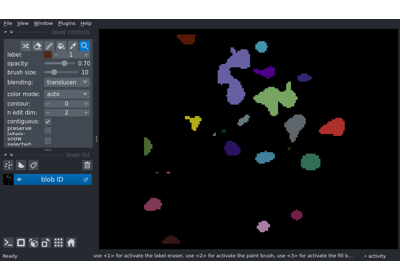 File View Window Plugins Help
layer controls
label: 1
opacity: 0.70
brush size: 10
blending: translucen
color mode: auto
contour: 0
n edit dim: 2
contiguous:
preserve
labels:
show
selected:
layer list
blob ID
Ready use <1> for activate the label eraser, use <2> for activate the paint brush, use <3> for activate the fill b... activity